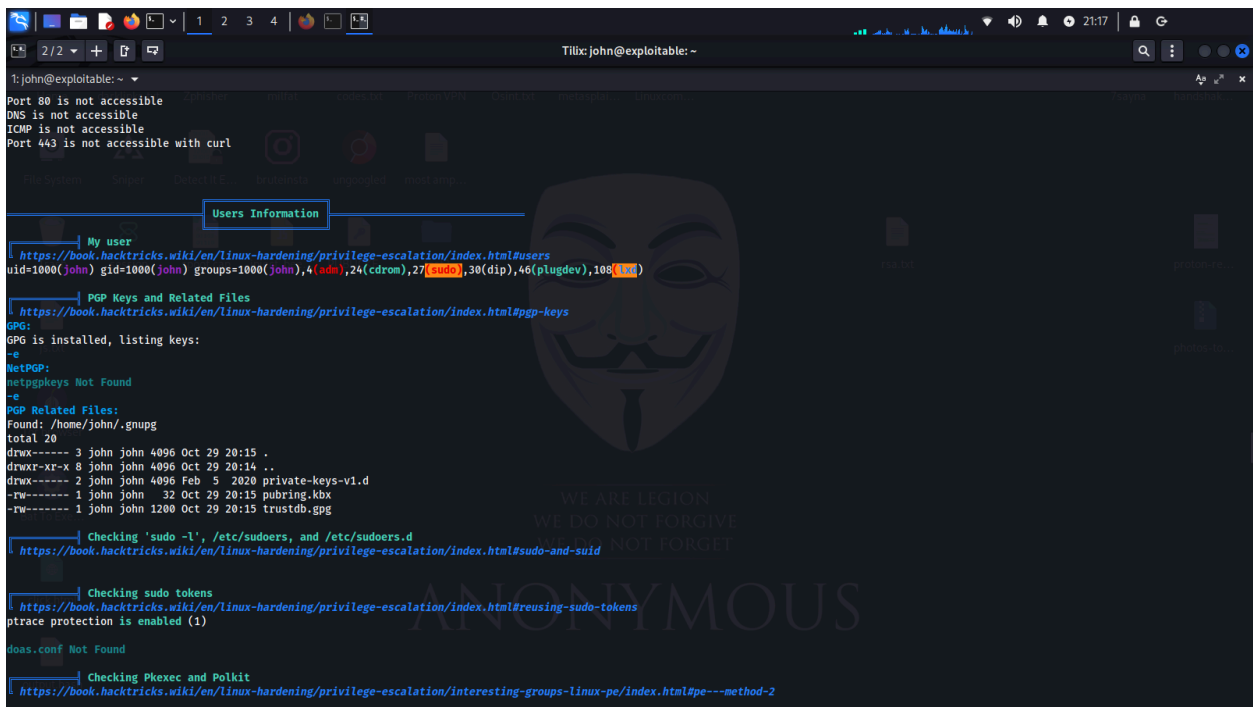 1 2 3 4
21:17
2/2
Tilix: john@exploitable: ~
1: john@exploitable: ~
Port 80 is not accessible
DNS is not accessible
ICMP is not accessible
Port 443 is not accessible with curl
File System Sniper Detect It E... bruteinsta
Users Information
My user
https://book.hacktricks.wiki/en/linux-hardening/privilege-escalation/index.html#users
uid=1000(john) gid=1000(john) groups=1000(john),4(adm),24(cdrom),27(sudo),30(dip),46(plugdev),108(lxd)
PGP Keys and Related Files
https://book.hacktricks.wiki/en/linux-hardening/privilege-escalation/index.html#pgp-keys
GPG:
GPG is installed, listing keys:
-e
NetPGP:
netpgpkeys Not Found
-e
PGP Related Files:
Found: /home/john/.gnupg
total 20
drwx------ 3 john john 4096 Oct 29 20:15 .
drwxr-xr-x 8 john john 4096 Oct 29 20:14 ..
drwx------ 2 john john 4096 Feb 5 2020 private-keys-v1.d
-rw------- 1 john john 32 Oct 29 20:15 pubring.kbx
-rw------- 1 john john 1200 Oct 29 20:15 trustdb.gpg
WE ARE LEGION
WE DO NOT FORGIVE
WE DO NOT FORGET
Checking 'sudo -l', /etc/sudoers, and /etc/sudoers.d
https://book.hacktricks.wiki/en/linux-hardening/privilege-escalation/index.html#sudo-and-suid
ANONYMOUS
Checking sudo tokens
https://book.hacktricks.wiki/en/linux-hardening/privilege-escalation/index.html#reusing-sudo-tokens
ptrace protection is enabled (1)
doas.conf Not Found
Checking Pkexec and Polkit
https://book.hacktricks.wiki/en/linux-hardening/privilege-escalation/interesting-groups-linux-pe/index.html#pe---method-2